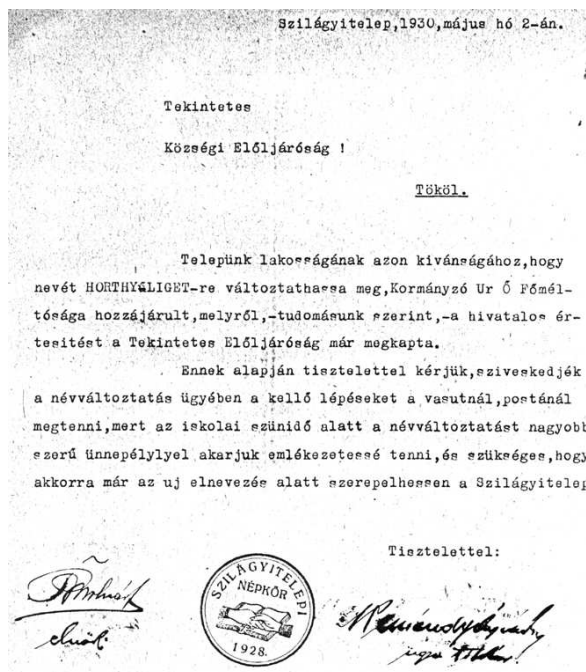 Szilágyitelep,1930,május hó 2-án.
Tekintetes
Községi Előljáróság !
Tököl.
Telepünk lakosságának azon kivánságához,hogy
nevét HORTHYLIGET-re változtathassa meg,Kormányzó Ur Ő Főmél-
tósága hozzájárult,melyről,-tudomásunk szerint,-a hivatalos ér-
tesitést a Tekintetes Előljáróság már megkapta.
Ennek alapján tisztelettel kérjük,sziveskedjék
a névváltoztatás ügyében a kellő lépéseket a vasutnál,postánál
megtenni,mert az iskolai szünidő alatt a névváltoztatást nagyobb
szerű ünnepélylyel akarjuk emlékezetessé tenni,és szükséges,hogy
akkorra már az uj elnevezés alatt szerepelhessen a Szilágyitelep
Tisztelettel:
SZILÁGYITELEPI
NÉPKÖR
1928.
elnök